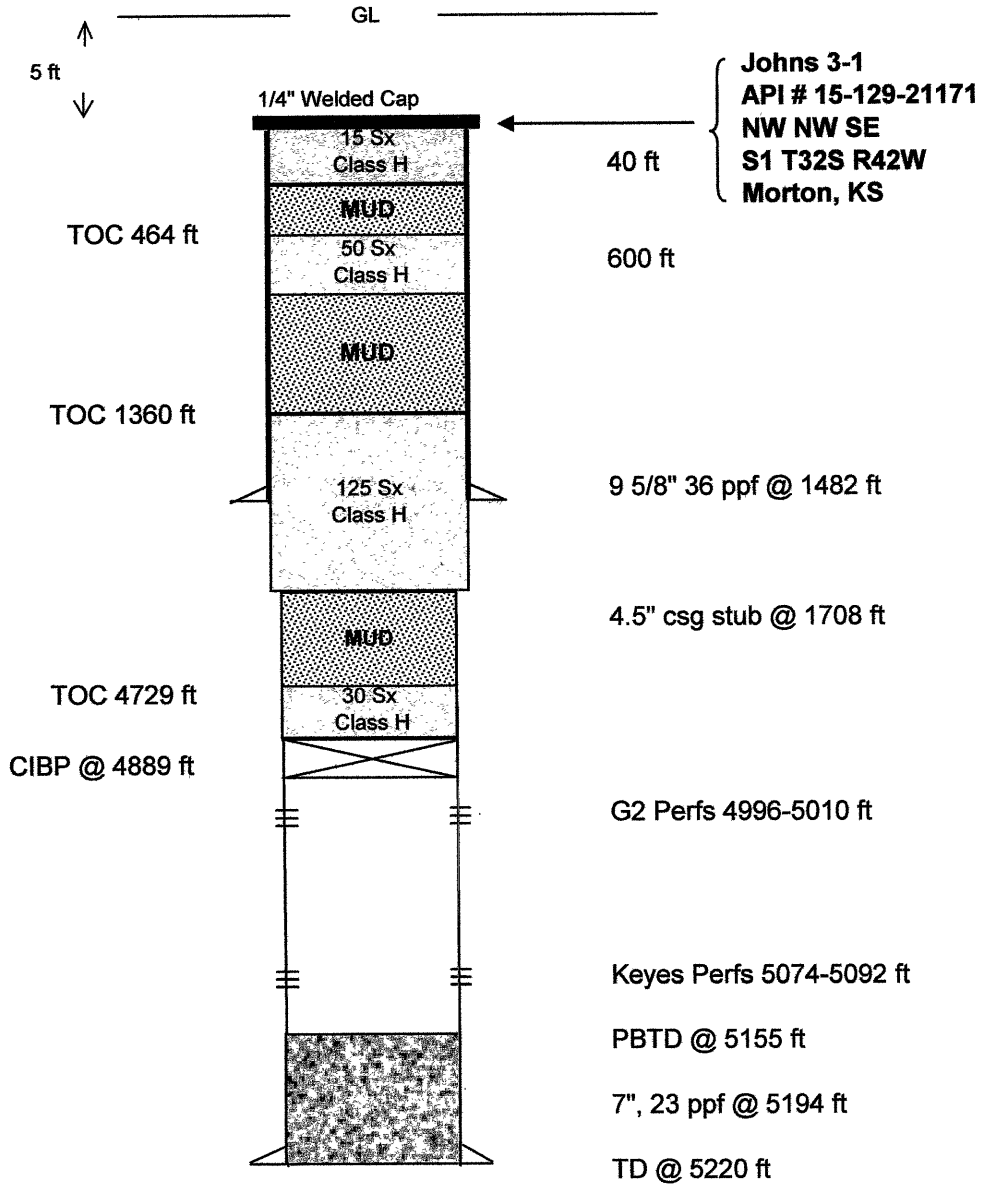 GL
5 ft
1/4" Welded Cap
Johns 3-1
API # 15-129-21171
NW NW SE
S1 T32S R42W
Morton, KS
15 Sx
Class H
40 ft
MUD
TOC 464 ft
50 Sx
Class H
600 ft
MUD
TOC 1360 ft
125 Sx
Class H
9 5/8" 36 ppf @ 1482 ft
4.5" csg stub @ 1708 ft
MUD
TOC 4729 ft
30 Sx
Class H
CIBP @ 4889 ft
G2 Perfs 4996-5010 ft
Keyes Perfs 5074-5092 ft
PBTD @ 5155 ft
7", 23 ppf @ 5194 ft
TD @ 5220 ft